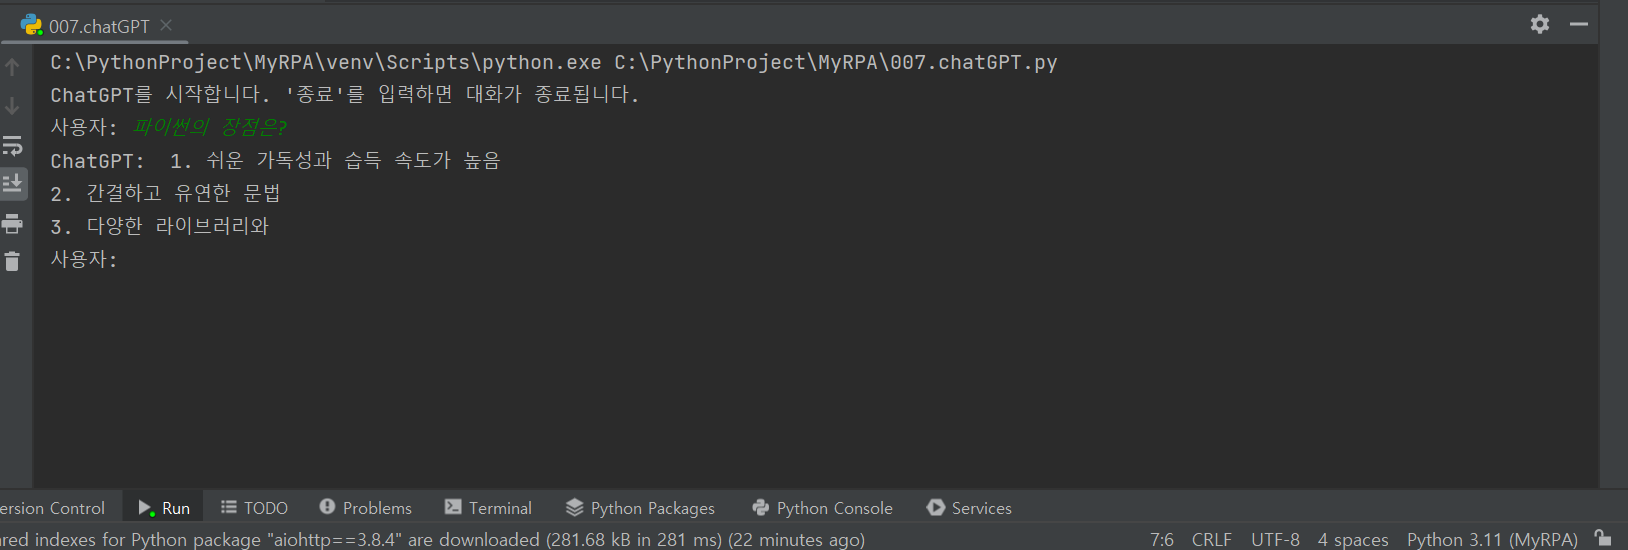 007.chatGPT
C:\PythonProject\MyRPA\venv\Scripts\python.exe C:\PythonProject\MyRPA\007.chatGPT.py
ChatGPT를 시작합니다. '종료'를 입력하면 대화가 종료됩니다.
사용자: 파이썬의 장점은?
ChatGPT:  1. 쉬운 가독성과 습득 속도가 높음
2. 간결하고 유연한 문법
3. 다양한 라이브러리와
사용자:
ersion Control Run TODO Problems Terminal Python Packages Python Console Services
ared indexes for Python package "aiohttp==3.8.4" are downloaded (281.68 kB in 281 ms) (22 minutes ago) 7:6 CRLF UTF-8 4 spaces Python 3.11 (MyRPA)